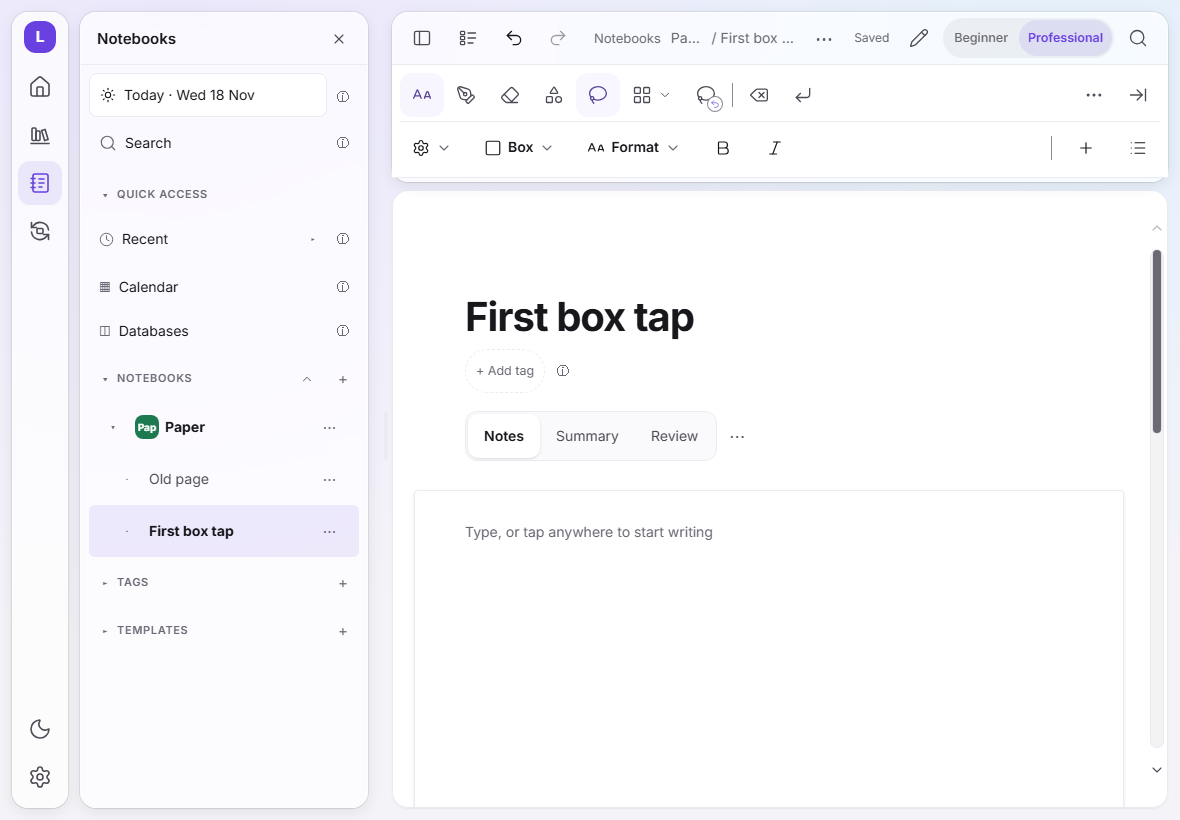 L
Notebooks
Today · Wed 18 Nov
Search
QUICK ACCESS
Recent
Calendar
Databases
NOTEBOOKS
Pap Paper
Old page
First box tap
TAGS
TEMPLATES
Notebooks Pa... / First box ... Saved Beginner Professional
AA
Box AA Format B I
First box tap
+ Add tag
Notes Summary Review
Type, or tap anywhere to start writing